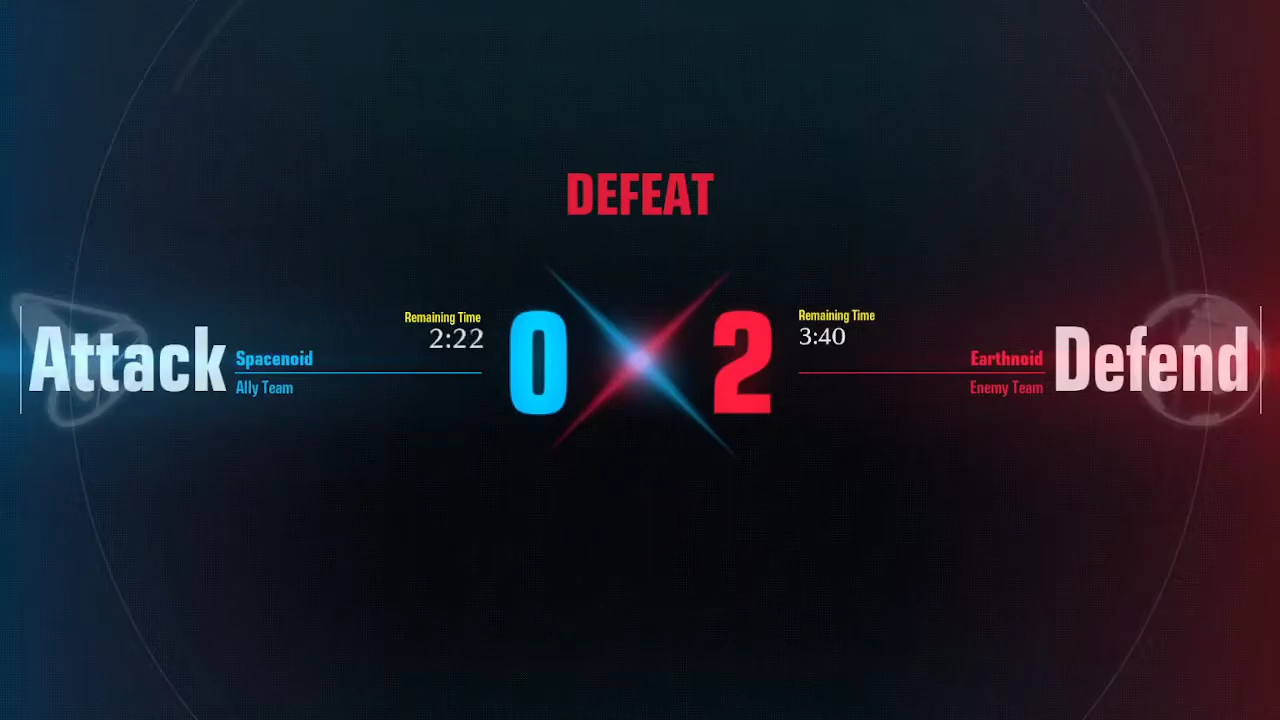 DEFEAT
Remaining Time
2:22
0
2
Remaining Time
3:40
Attack
Spacenoid
Ally Team
Earthnoid
Enemy Team
Defend